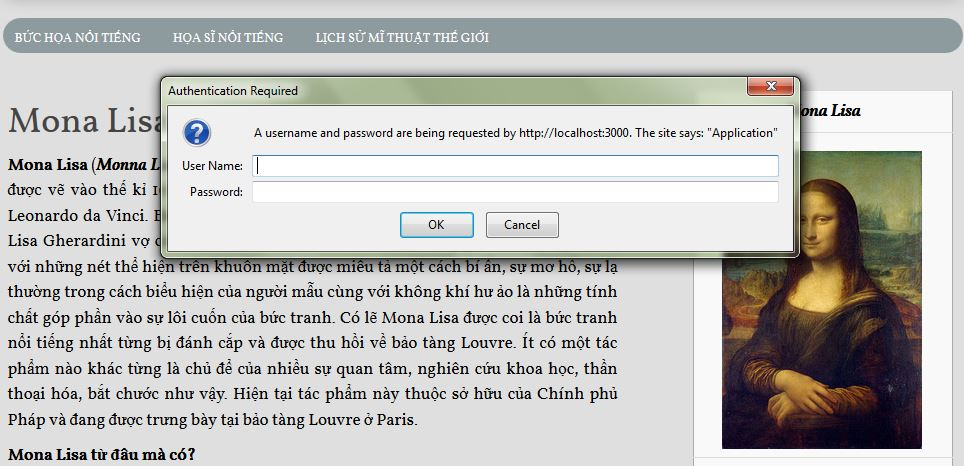 BỨC HỌA NỔI TIẾNG HỌA SĨ NỔI TIẾNG LỊCH SỬ MĨ THUẬT THẾ GIỚI
Authentication Required
A username and password are being requested by http://localhost:3000. The site says: "Application"
User Name:
Password:
OK Cancel
Mona Lisa
Mona Lisa (Monna
được vẽ vào thế kỉ
Leonardo da Vinci.
Lisa Gherardini vợ
với những nét thể hiện trên khuôn mặt được miêu tả một cách bí ẩn, sự mơ hồ, sự lạ
thường trong cách biểu hiện của người mẫu cùng với không khí hư ảo là những tính
chất góp phần vào sự lôi cuốn của bức tranh. Có lẽ Mona Lisa được coi là bức tranh
nổi tiếng nhất từng bị đánh cắp và được thu hồi về bảo tàng Louvre. Ít có một tác
phẩm nào khác từng là chủ đề của nhiều sự quan tâm, nghiên cứu khoa học, thần
thoại hóa, bắt chước như vậy. Hiện tại tác phẩm này thuộc sở hữu của Chính phủ
Pháp và đang được trưng bày tại bảo tàng Louvre ở Paris.
Mona Lisa từ đâu mà có?
ona Lisa